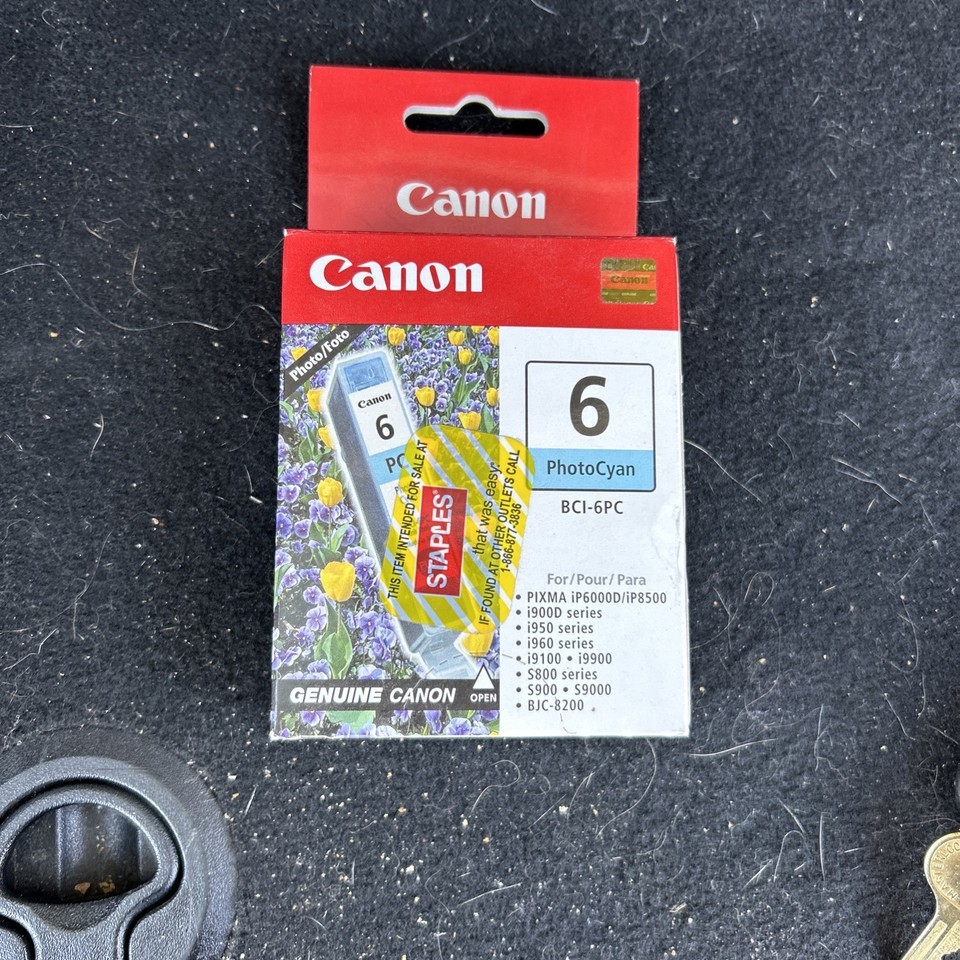 Canon
Canon
Canon
Photo/Foto
Canon
6
PC
THIS ITEM INTENDED FOR SALE AT
STAPLES
that was easy.
IF FOUND AT OTHER OUTLETS CALL
1-866-877-3836
GENUINE CANON
OPEN
6
PhotoCyan
BCI-6PC
For/Pour/Para
• PIXMA iP6000D/iP8500
• i900D series
• i950 series
• i960 series
• i9100 • i9900
• S800 series
• S900 • S9000
• BJC-8200